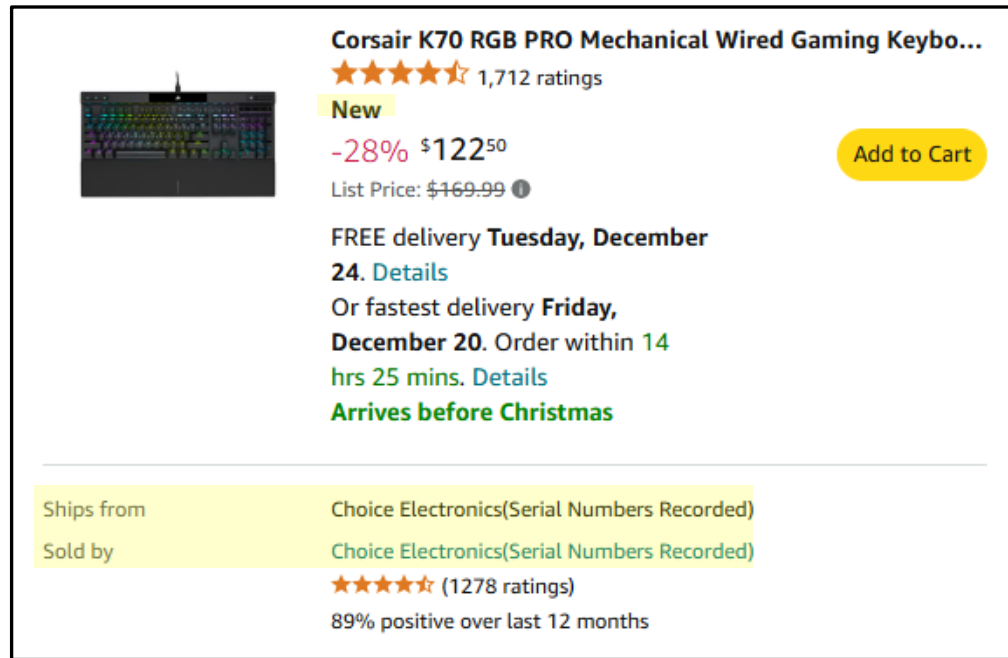 Corsair K70 RGB PRO Mechanical Wired Gaming Keybo...
1,712 ratings
New
-28% $12250
List Price: $169.99
FREE delivery Tuesday, December
24. Details
Or fastest delivery Friday,
December 20. Order within 14
hrs 25 mins. Details
Arrives before Christmas
Add to Cart
Ships from Choice Electronics(Serial Numbers Recorded)
Sold by Choice Electronics(Serial Numbers Recorded)
(1278 ratings)
89% positive over last 12 months